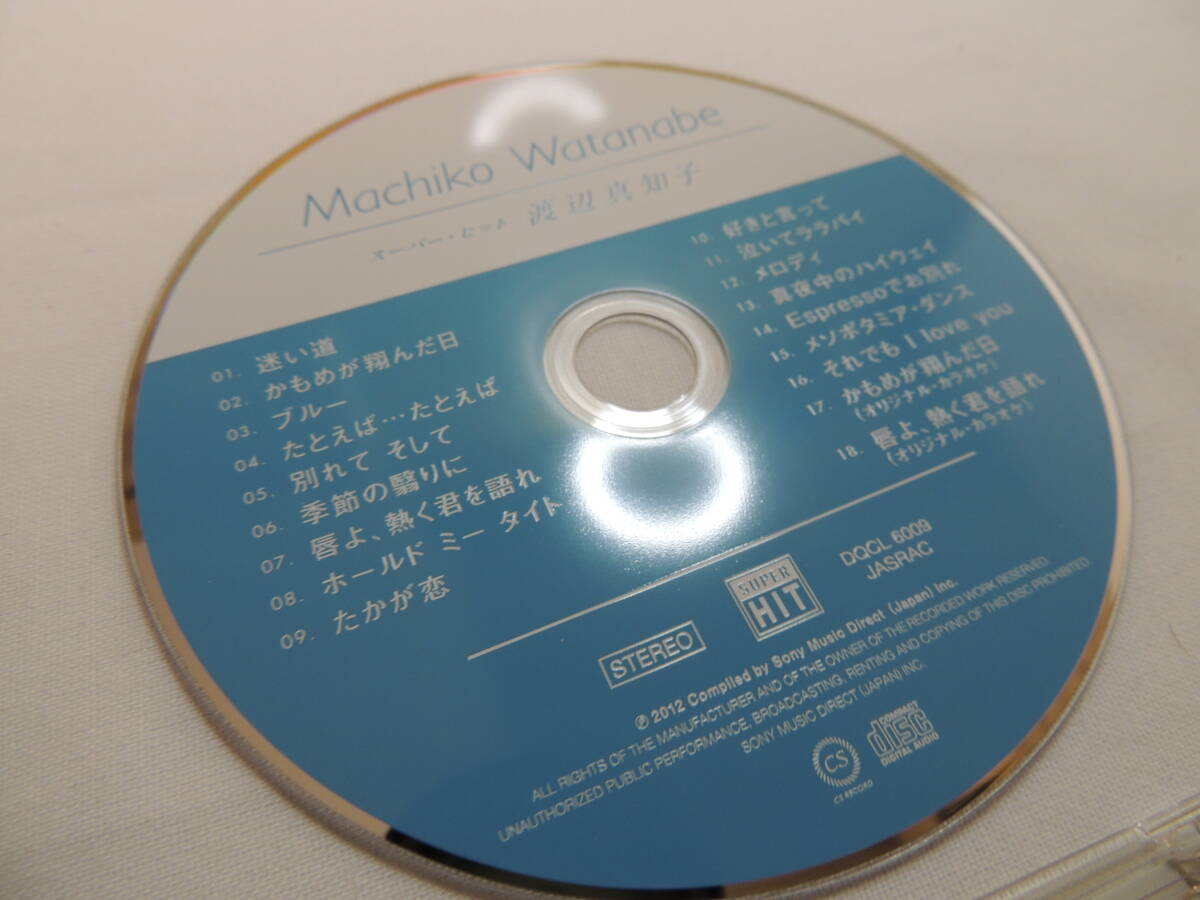 Machiko Watanabe
スーパー・ヒット 渡辺真知子
01. 迷い道
02. かもめが翔んだ日
03. ブルー
04. たとえば…たとえば
05. 別れて そして
06. 季節の翳りに
07. 唇よ、熱く君を語れ
08. ホールド ミー タイト
09. たかが恋
10. 好きと言って
11. 泣いてララバイ
12. メロディ
13. 真夜中のハイウェイ
14. Espressoでお別れ
15. メソポタミア・ダンス
16. それでも I love you
17. かもめが翔んだ日
(オリジナル・カラオケ)
18. 唇よ、熱く君を語れ
(オリジナル・カラオケ)
STEREO
SUPER
HIT
DQCL 6009
JASRAC
℗ 2012 Compiled by Sony Music Direct (Japan) Inc.
ALL RIGHTS OF THE MANUFACTURER AND OF THE OWNER OF THE RECORDED WORK RESERVED.
UNAUTHORIZED PUBLIC PERFORMANCE, BROADCASTING, RENTING AND COPYING OF THIS DISC PROHIBITED.
SONY MUSIC DIRECT (JAPAN) INC.
CS
CS RECORD
COMPACT
disc
DIGITAL AUDIO